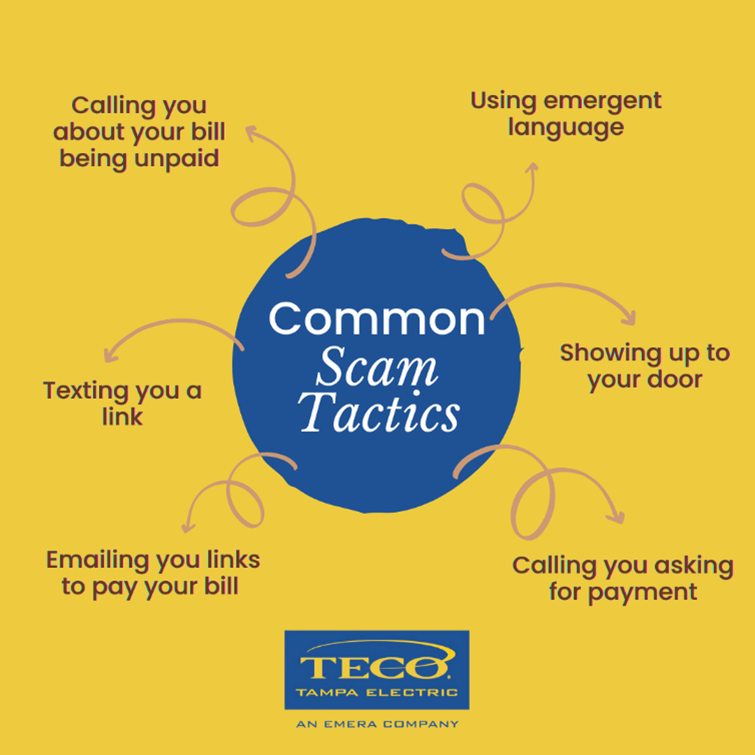 Calling you
about your bill
being unpaid
Using emergent
language
Common
Scam
Tactics
Texting you a
link
Showing up to
your door
Emailing you links
to pay your bill
Calling you asking
for payment
TECO.
TAMPA ELECTRIC
AN EMERA COMPANY